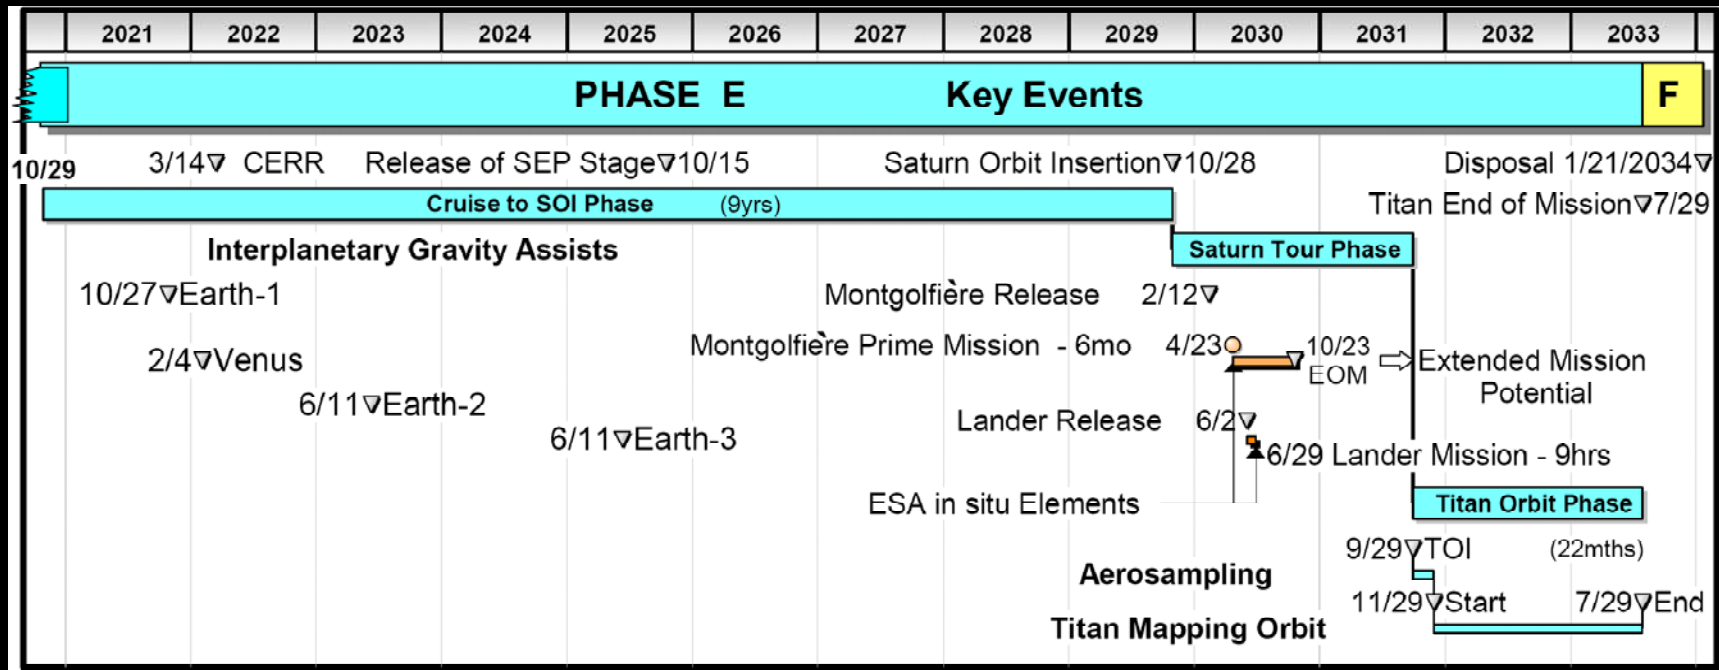 2021 2022 2023 2024 2025 2026 2027 2028 2029 2030 2031 2032 2033
PHASE E Key Events F
10/29 3/14 CERR Release of SEP Stage 10/15 Saturn Orbit Insertion 10/28 Disposal 1/21/2034
Cruise to SOI Phase (9yrs) Titan End of Mission 7/29
Interplanetary Gravity Assists Saturn Tour Phase
10/27 Earth-1 Montgolfière Release 2/12
Montgolfière Prime Mission - 6mo 4/23 10/23
EOM
2/4 Venus Extended Mission
Potential
6/11 Earth-2 Lander Release 6/2
6/11 Earth-3 6/29 Lander Mission - 9hrs
ESA in situ Elements Titan Orbit Phase
9/29 TOI (22mths)
Aerosampling
11/29 Start 7/29 End
Titan Mapping Orbit